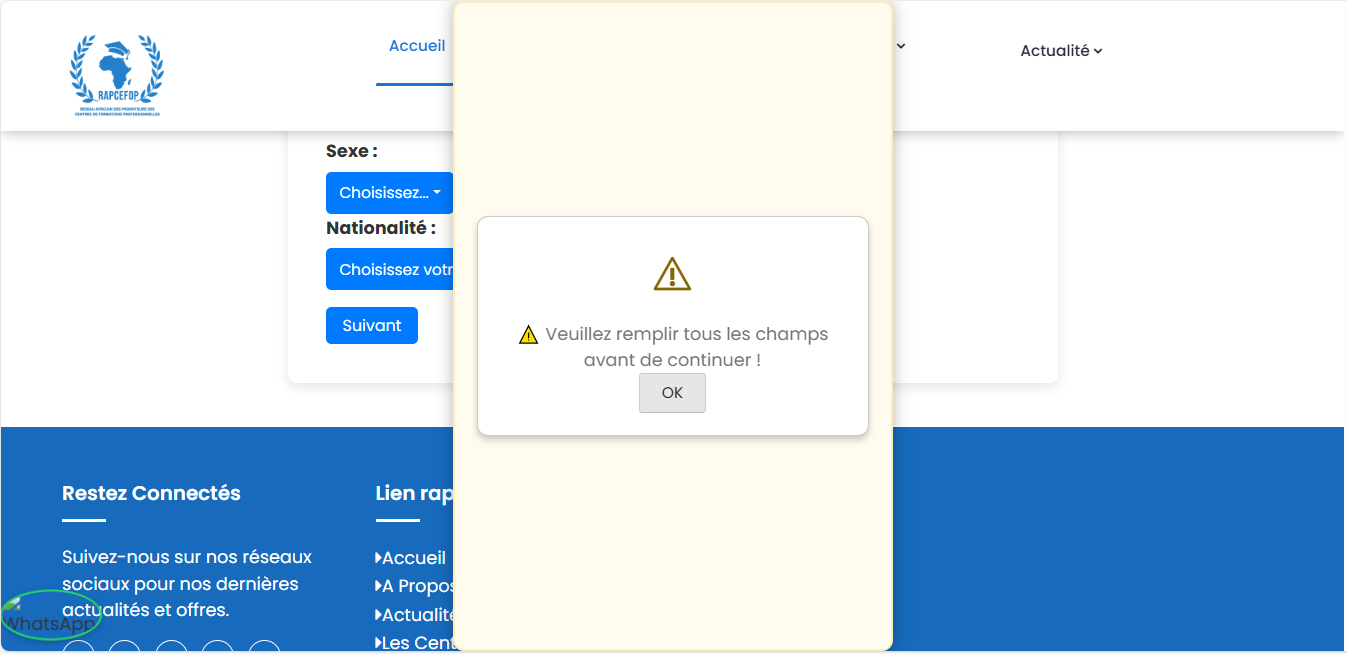 Accueil
Actualité
RAPCEFOP
RESEAU AFRICAIN DES PROMOTEURS DES
CENTRES DE FORMATIONS PROFESSIONNELLES
Sexe :
Choisissez...
Nationalité :
Choisissez votr
Suivant
⚠ Veuillez remplir tous les champs
avant de continuer !
OK
Restez Connectés
Suivez-nous sur nos réseaux
sociaux pour nos dernières
actualités et offres.
WhatsApp
Lien rap
Accueil
A Propos
Actualité
Les Cent